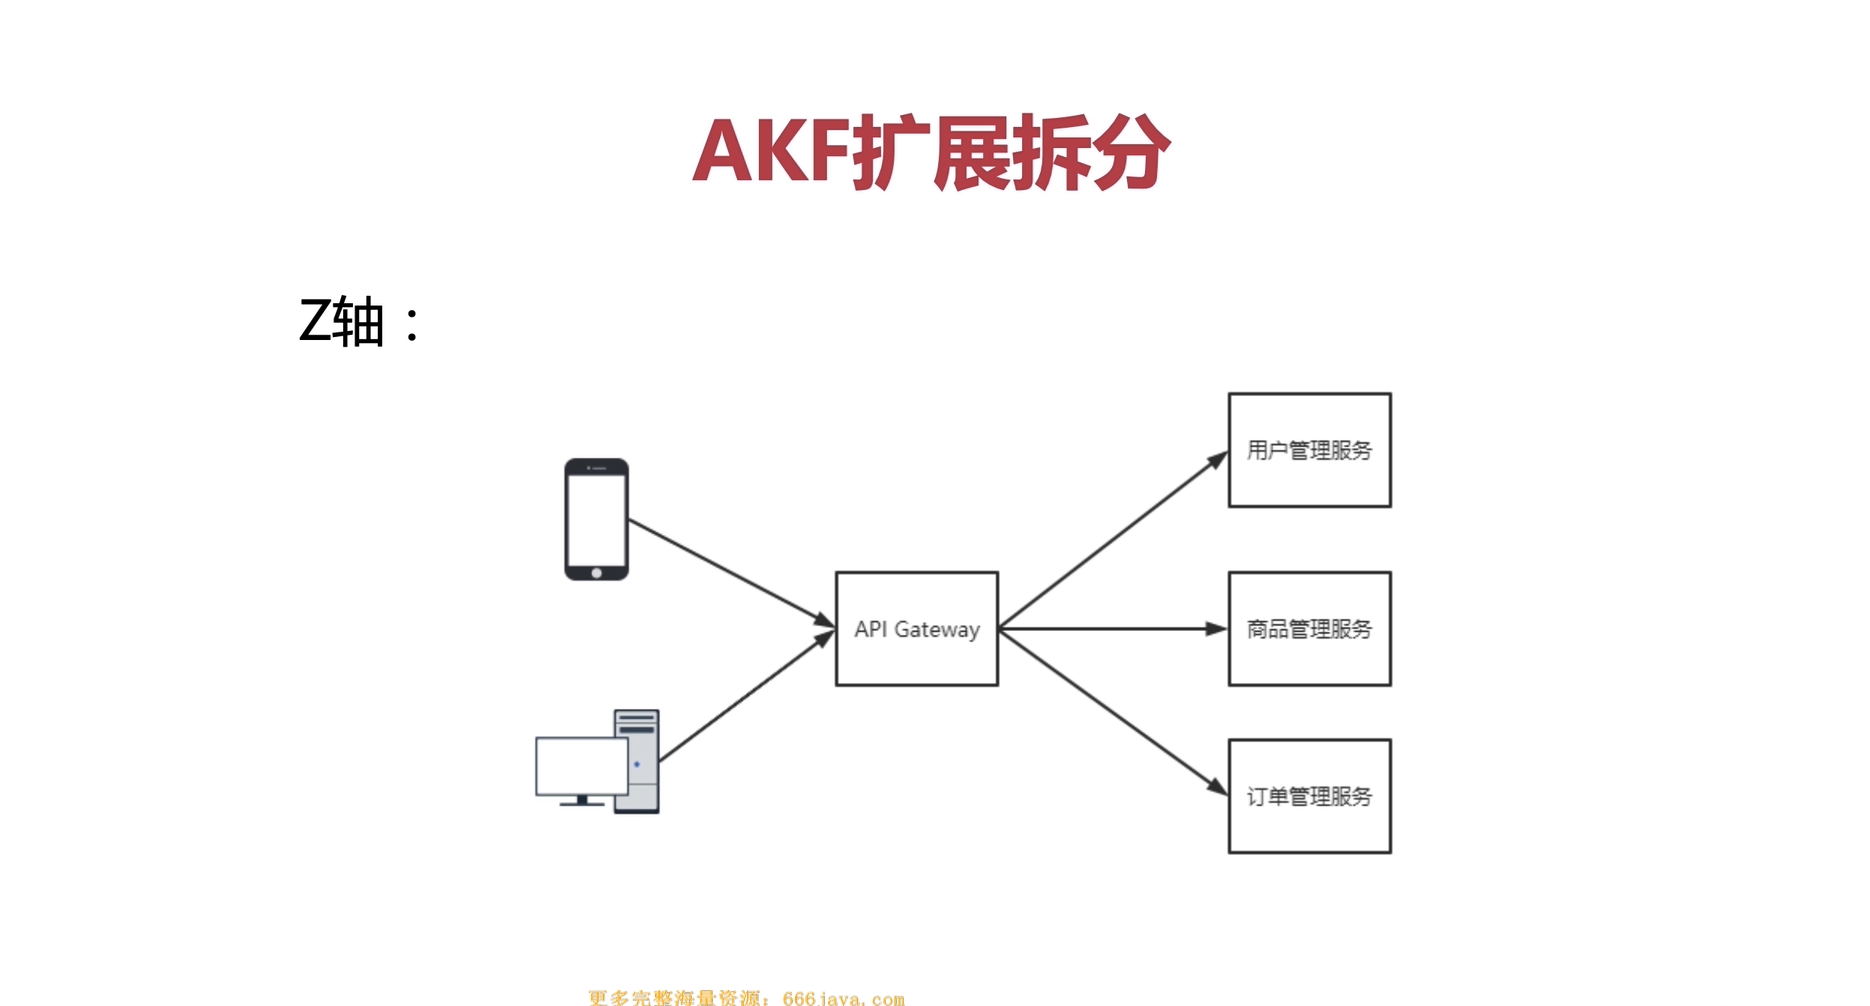 AKF扩展拆分
Z轴：
用户管理服务
API Gateway
商品管理服务
订单管理服务
更多完整海量资源：666java.com